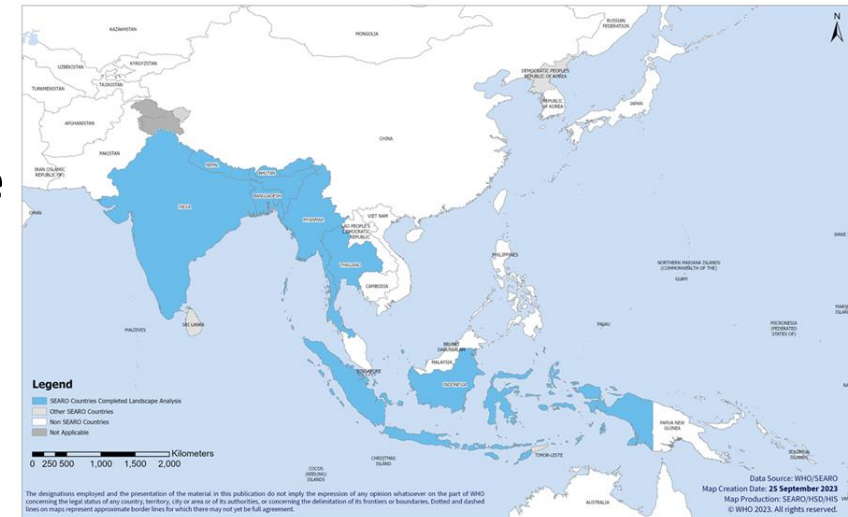 e
N
RUSSIAN
FEDERATION
KAZAKHSTAN
MONGOLIA
UZBEKISTAN
KYRGYZSTAN
TURKMENISTAN
TAJIKISTAN
DEMOCRATIC PEOPLE'S
REPUBLIC OF KOREA
REPUBLIC
OF KOREA
JAPAN
AFGHANISTAN
CHINA
IRAN (ISLAMIC
REPUBLIC OF)
PAKISTAN
NEPAL
BHUTAN
BANGLADESH
OMAN
INDIA
MYANMAR
VIET NAM
LAO PEOPLE'S
DEMOCRATIC
REPUBLIC
THAILAND
CAMBODIA
PHILIPPINES
WAKE
NORTHERN MARIANA ISLANDS
(COMMONWEALTH OF THE)
GUAM
SRI LANKA
MALDIVES
PALAU
MICRONESIA
(FEDERATED
STATES OF)
BRUNEI
DARUSSALAM
MALAYSIA
SINGAPORE
INDONESIA
PAPUA NEW
GUINEA
SOLOMON
ISLANDS
TIMOR-LESTE
CHRISTMAS
ISLAND
COCOS
(KEELING)
ISLANDS
AUSTRALIA
Legend
SEARO Countries Completed Landscape Analysis
Other SEARO Countries
Non SEARO Countries
Not Applicable
Kilometers
0 250 500 1,000 1,500 2,000
The designations employed and the presentation of the material in this publication do not imply the expression of any opinion whatsoever on the part of WHO
concerning the legal status of any country, territory, city or area or of its authorities, or concerning the delimitation of its frontiers or boundaries. Dotted and dashed
lines on maps represent approximate border lines for which there may not yet be full agreement.
Data Source: WHO/SEARO
Map Creation Date: 25 September 2023
Map Production: SEARO/HSD/HIS
© WHO 2023. All rights reserved.